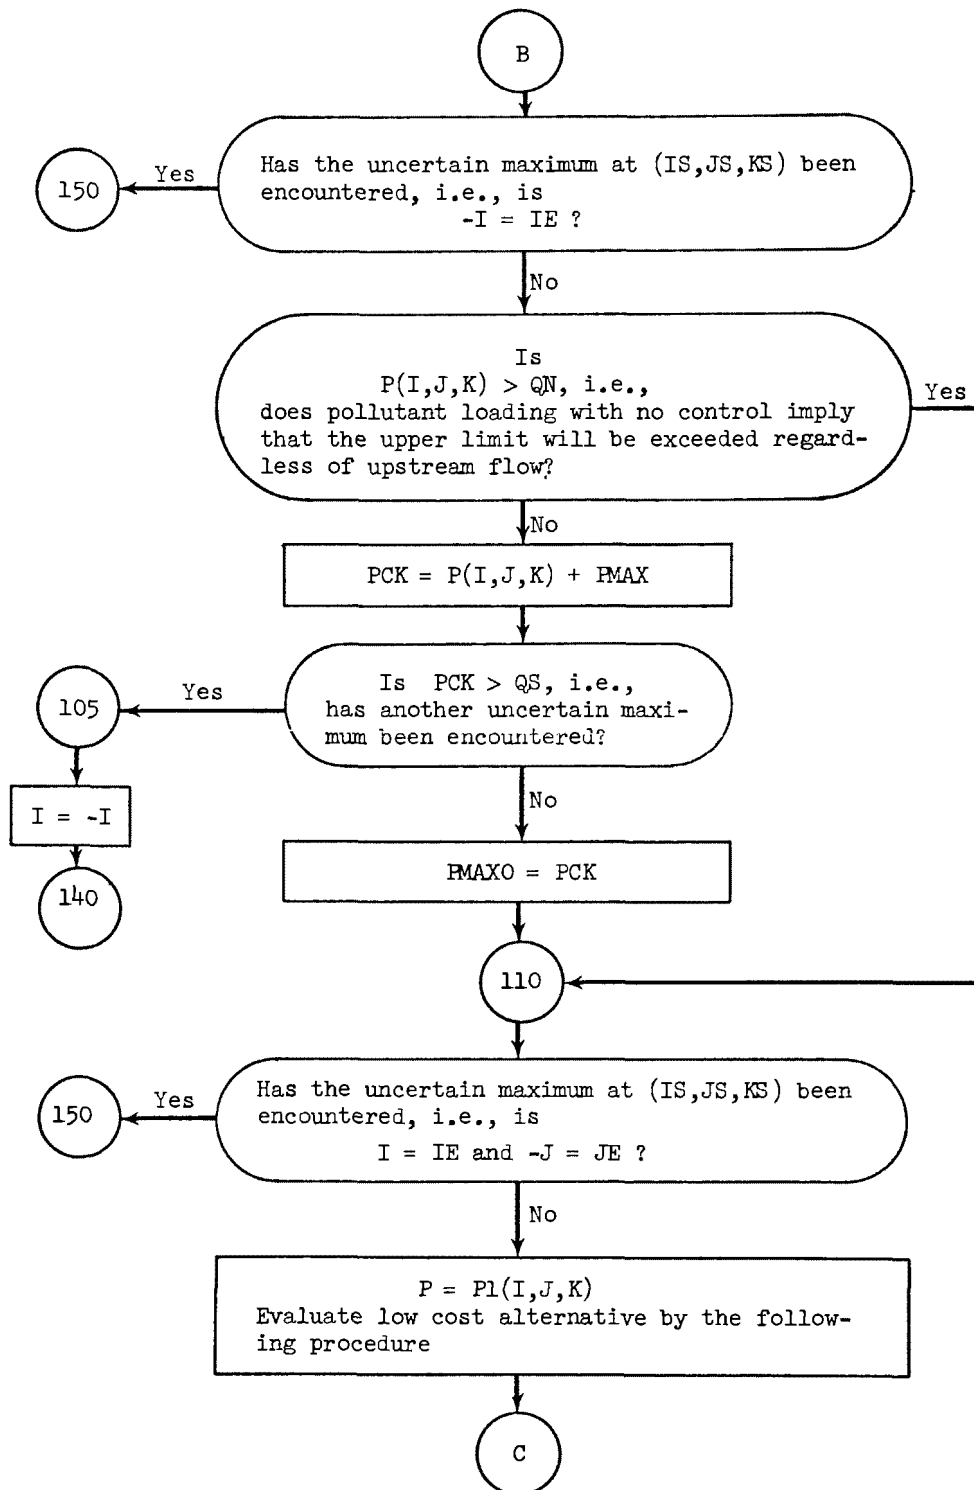 B
Has the uncertain maximum at (IS,JS,KS) been
encountered, i.e., is
-I = IE ?
Yes
150
No
Is
P(I,J,K) > QN, i.e.,
does pollutant loading with no control imply
that the upper limit will be exceeded regard-
less of upstream flow?
Yes
No
PCK = P(I,J,K) + PMAX
Is PCK > QS, i.e.,
has another uncertain maxi-
mum been encountered?
Yes
105
I = -I
140
No
PMAXO = PCK
110
Has the uncertain maximum at (IS,JS,KS) been
encountered, i.e., is
I = IE and -J = JE ?
Yes
150
No
P = P1(I,J,K)
Evaluate low cost alternative by the follow-
ing procedure
C